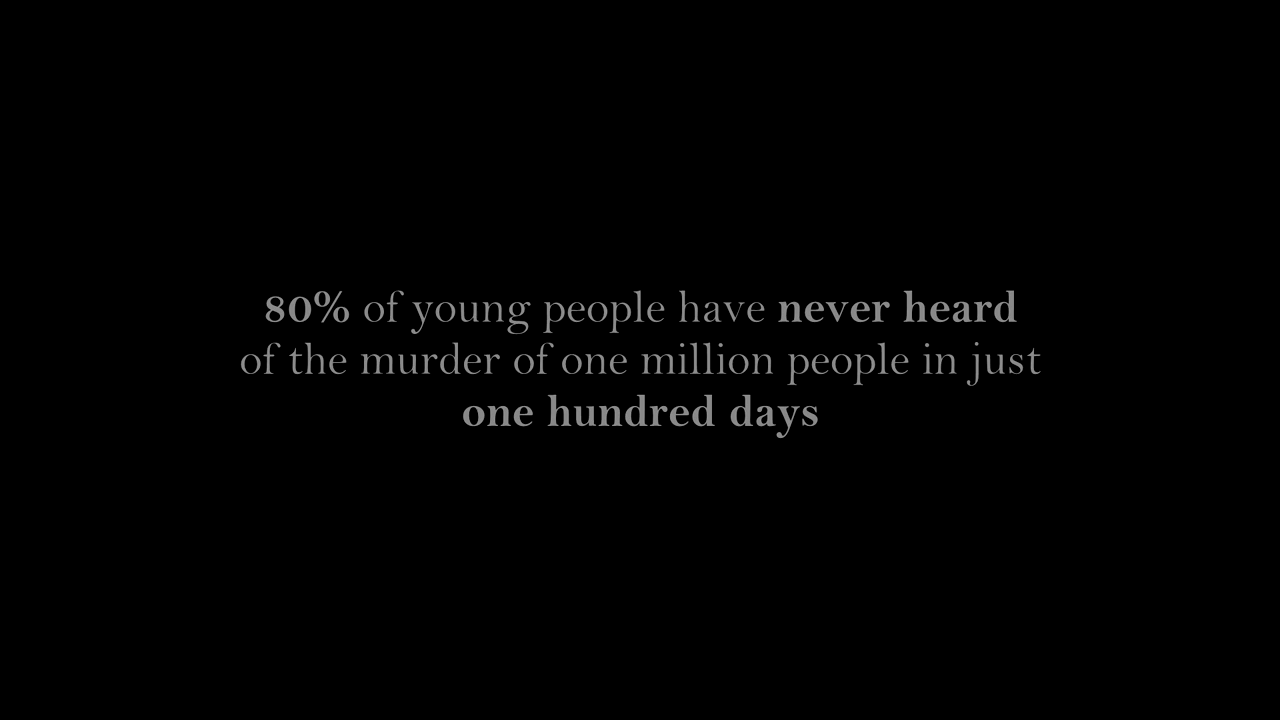 80% of young people have never heard
of the murder of one million people in just
one hundred days